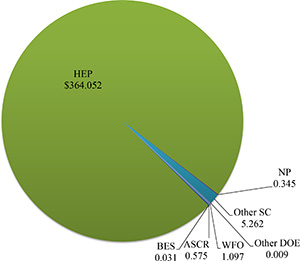 HEP
$364.052
NP
0.345
Other SC
5.262
Other DOE
0.009
WFO
1.097
ASCR
0.575
BES
0.031